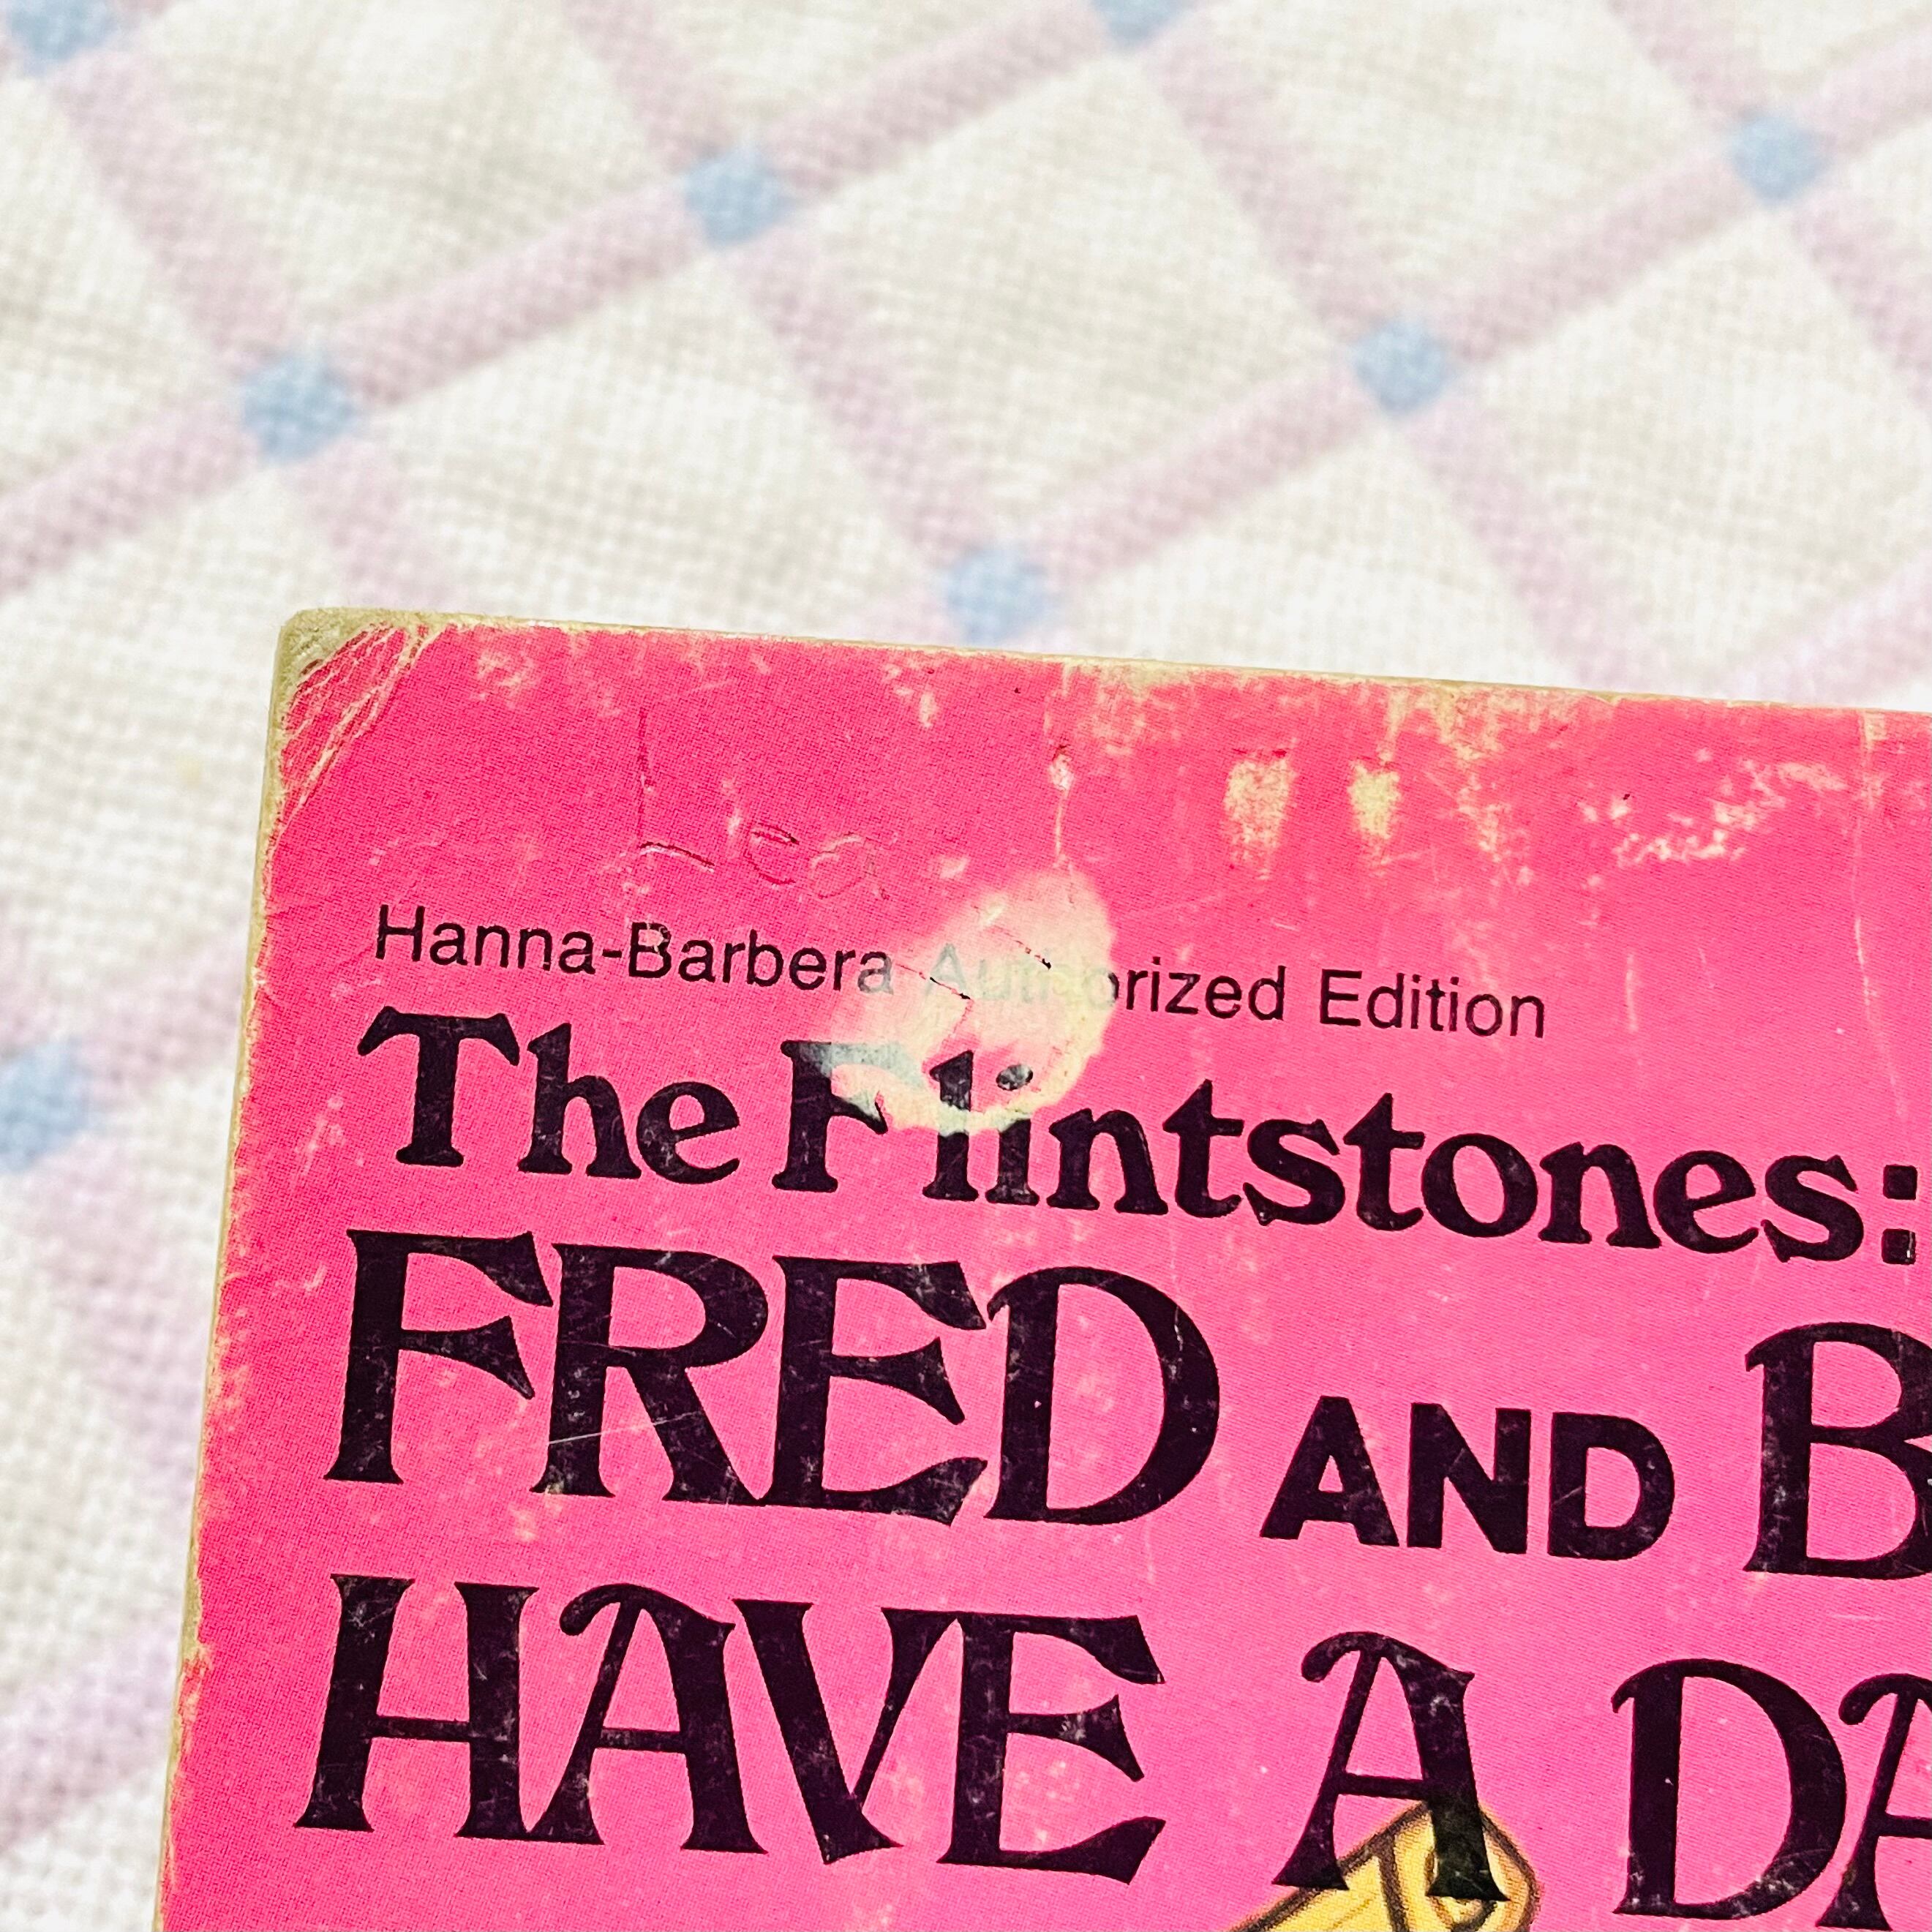 Hanna-Barbera Authorized Edition
The Flintstones:
FRED AND B
HAVE A DA